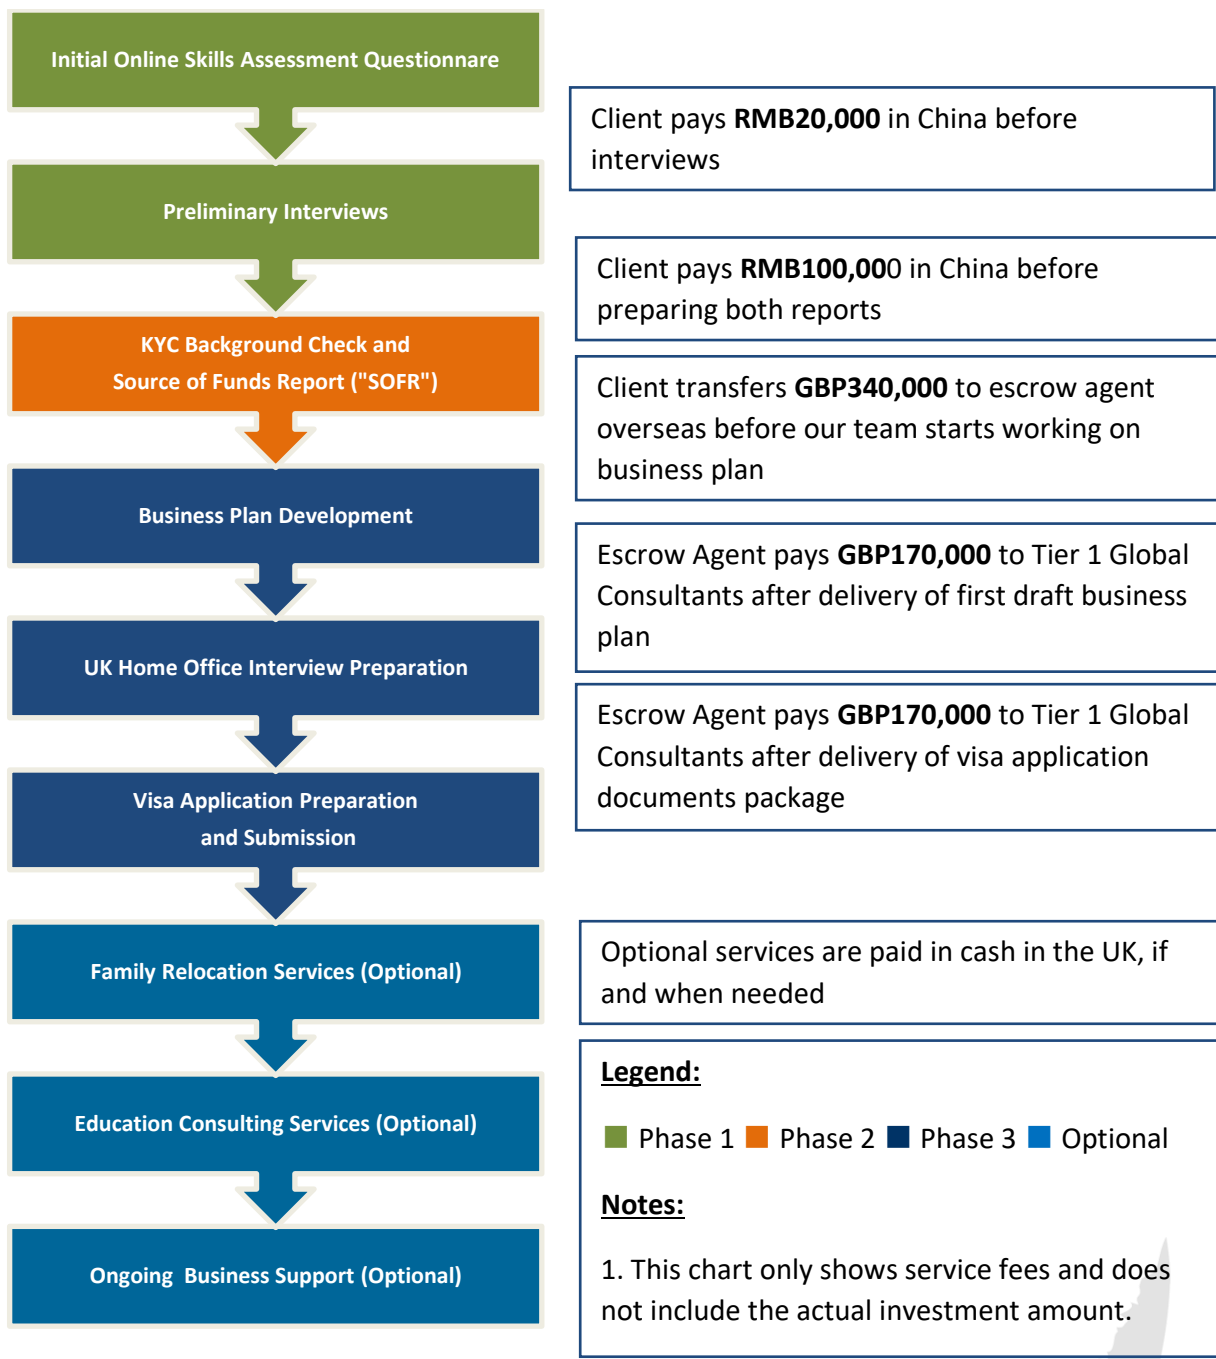 Initial Online Skills Assessment Questionnare
Client pays RMB20,000 in China before
interviews
Preliminary Interviews
Client pays RMB100,000 in China before
preparing both reports
KYC Background Check and
Source of Funds Report ("SOFR")
Client transfers GBP340,000 to escrow agent
overseas before our team starts working on
business plan
Business Plan Development
Escrow Agent pays GBP170,000 to Tier 1 Global
Consultants after delivery of first draft business
plan
UK Home Office Interview Preparation
Escrow Agent pays GBP170,000 to Tier 1 Global
Consultants after delivery of visa application
documents package
Visa Application Preparation
and Submission
Family Relocation Services (Optional)
Optional services are paid in cash in the UK, if
and when needed
Education Consulting Services (Optional)
Ongoing Business Support (Optional)
Legend:
Phase 1 Phase 2 Phase 3 Optional
Notes:
1. This chart only shows service fees and does
not include the actual investment amount.